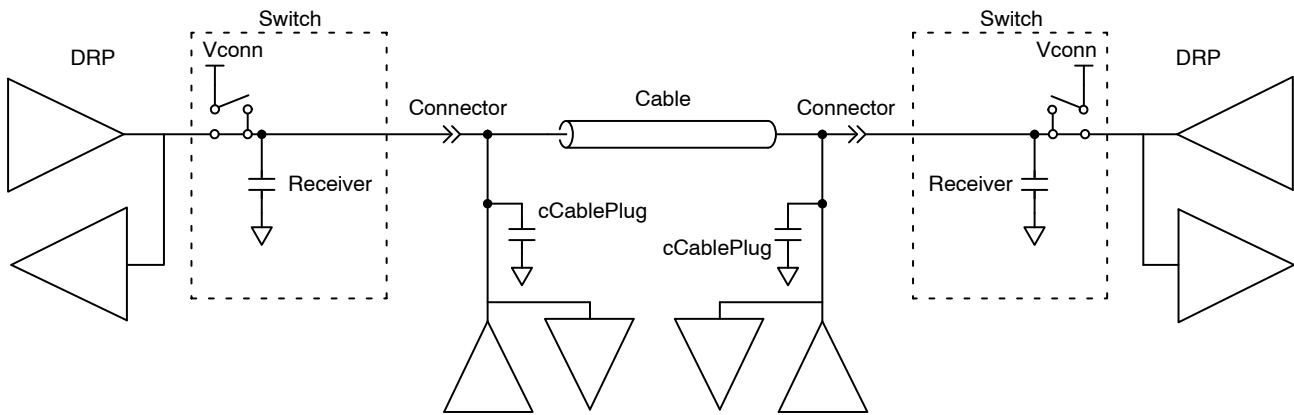 Switch
Switch
Vconn
Vconn
DRP
DRP
Cable
Connector
Connector
Receiver
Receiver
cCablePlug
cCablePlug